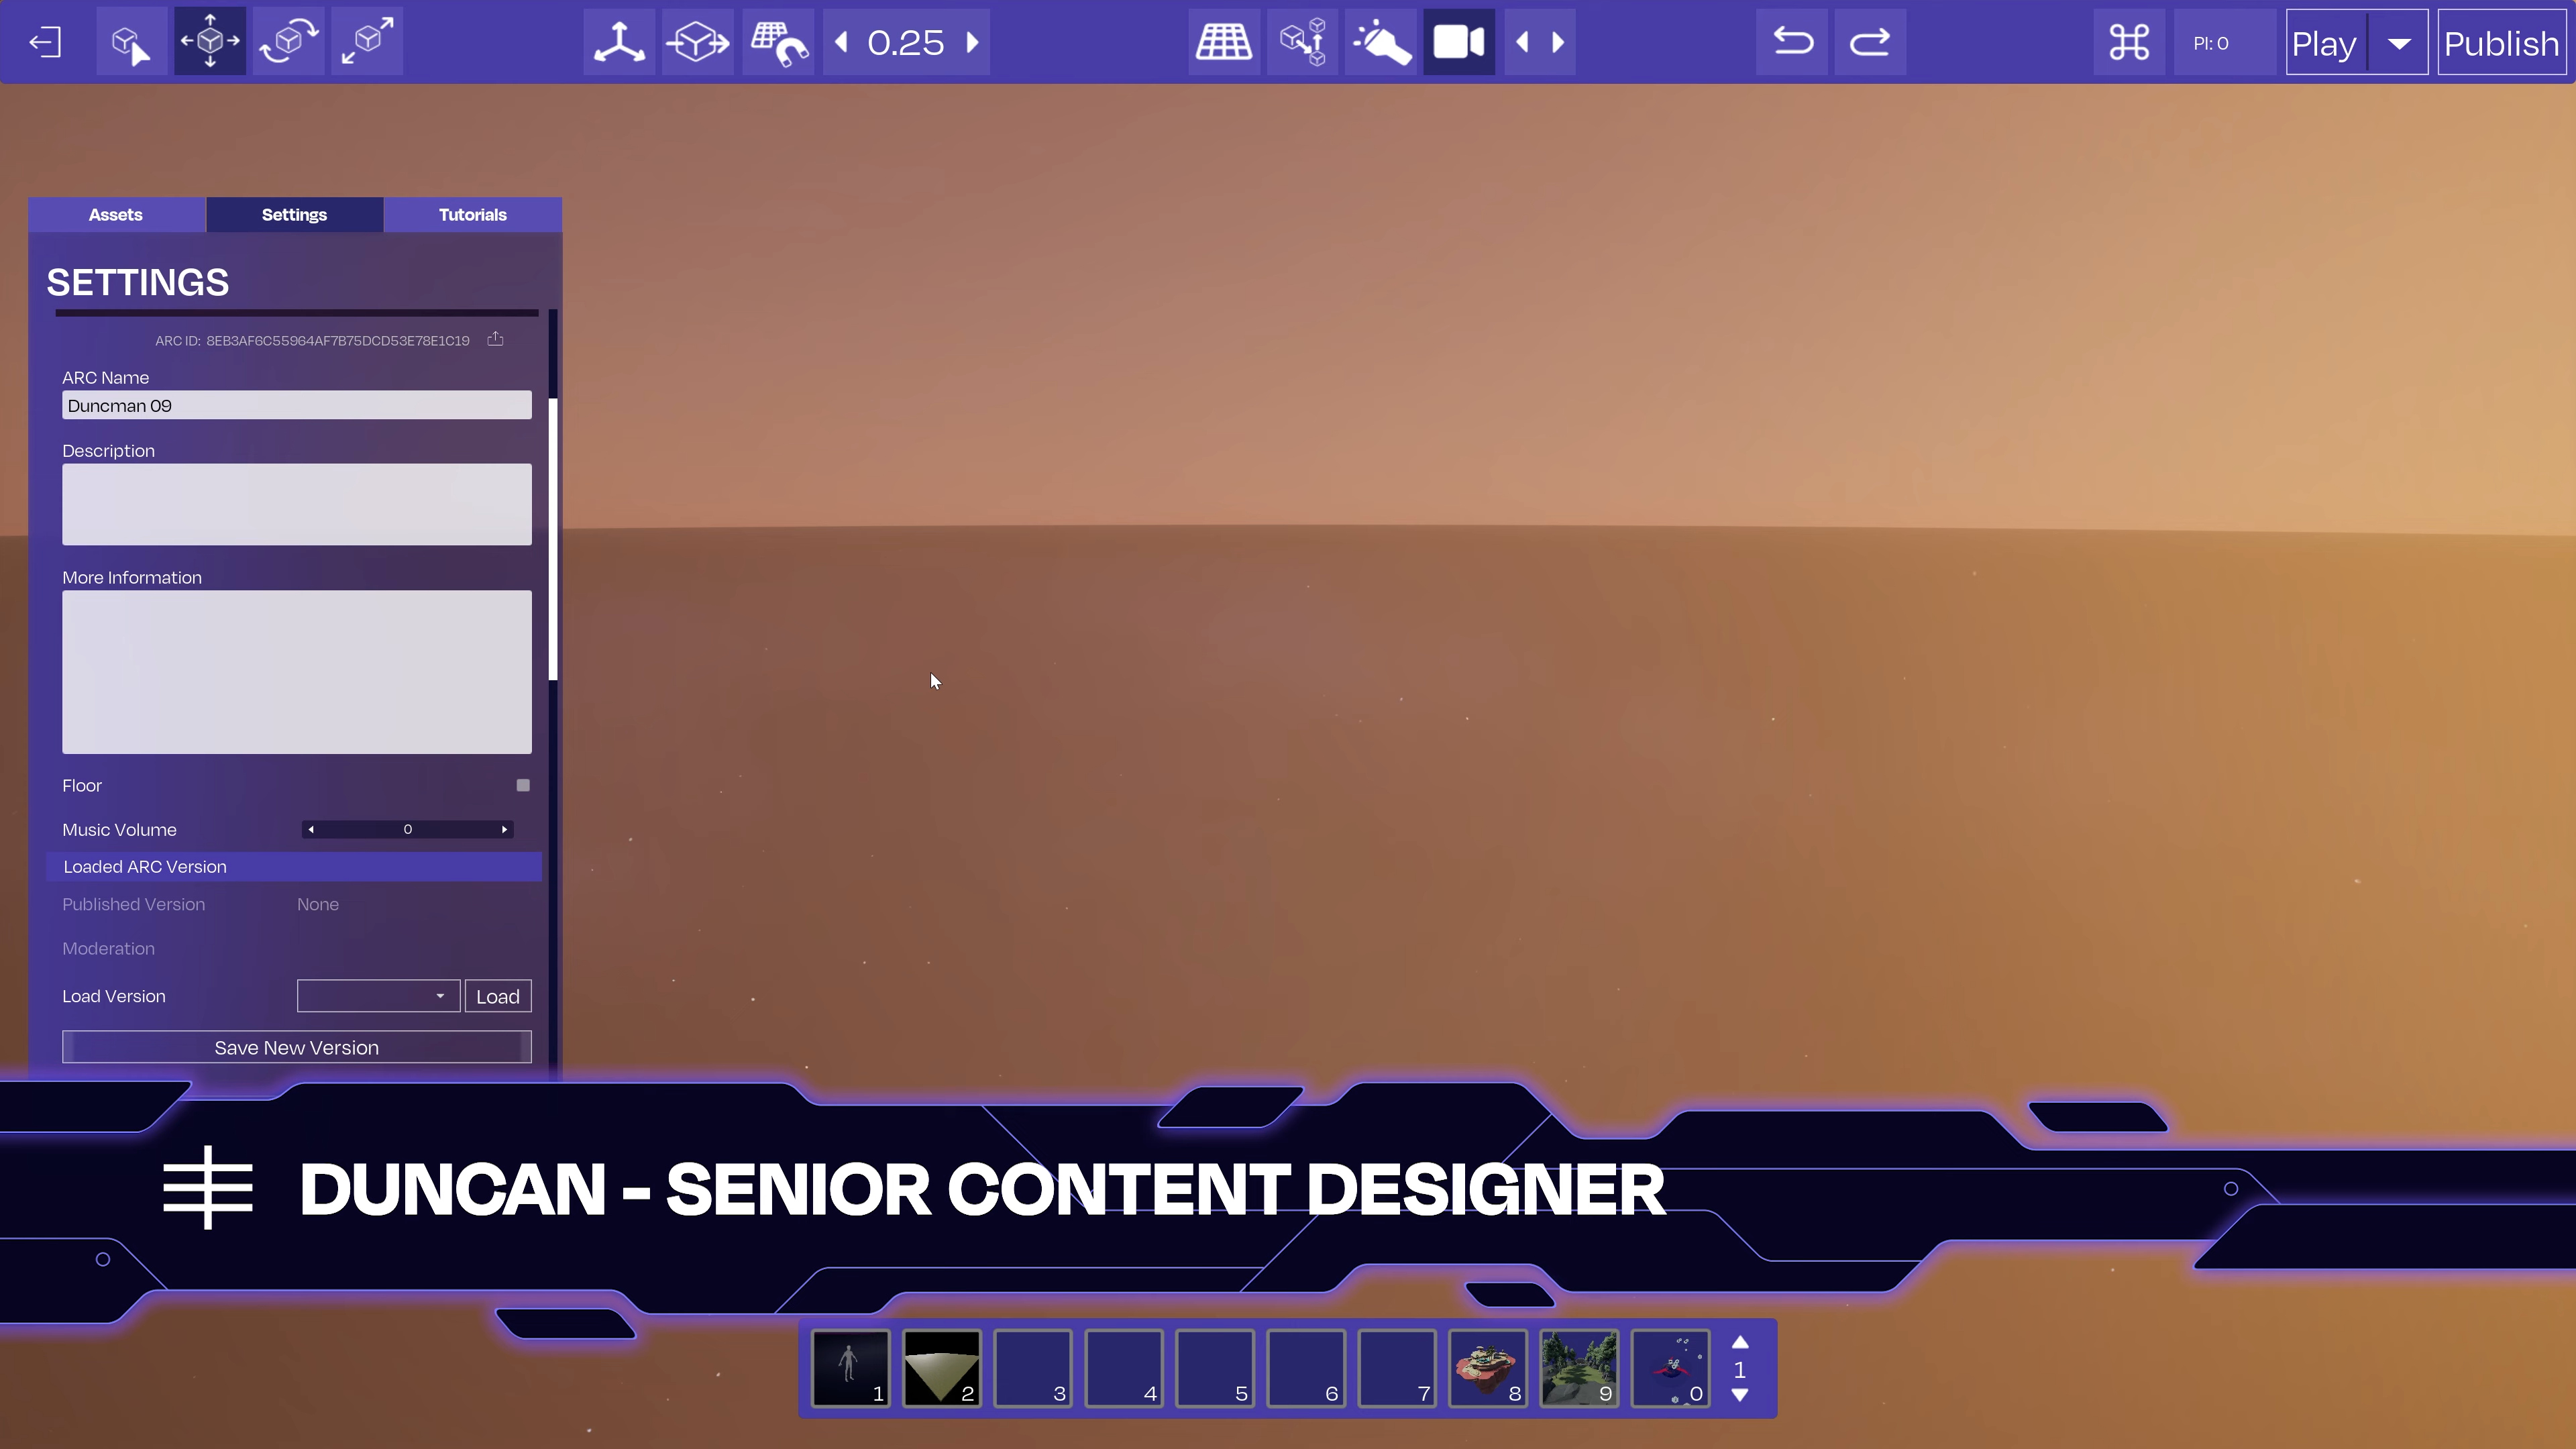 0.25
PI: 0
Play
Publish
Assets
Settings
Tutorials
SETTINGS
ARC ID: 8EB3AF6C55964AF7B75DCD53E78E1C19
ARC Name
Duncman 09
Description
More Information
Floor
Music Volume
0
Loaded ARC Version
Published Version
None
Moderation
Load Version
Load
Save New Version
DUNCAN - SENIOR CONTENT DESIGNER
1
2
3
4
5
6
7
8
9
0
1